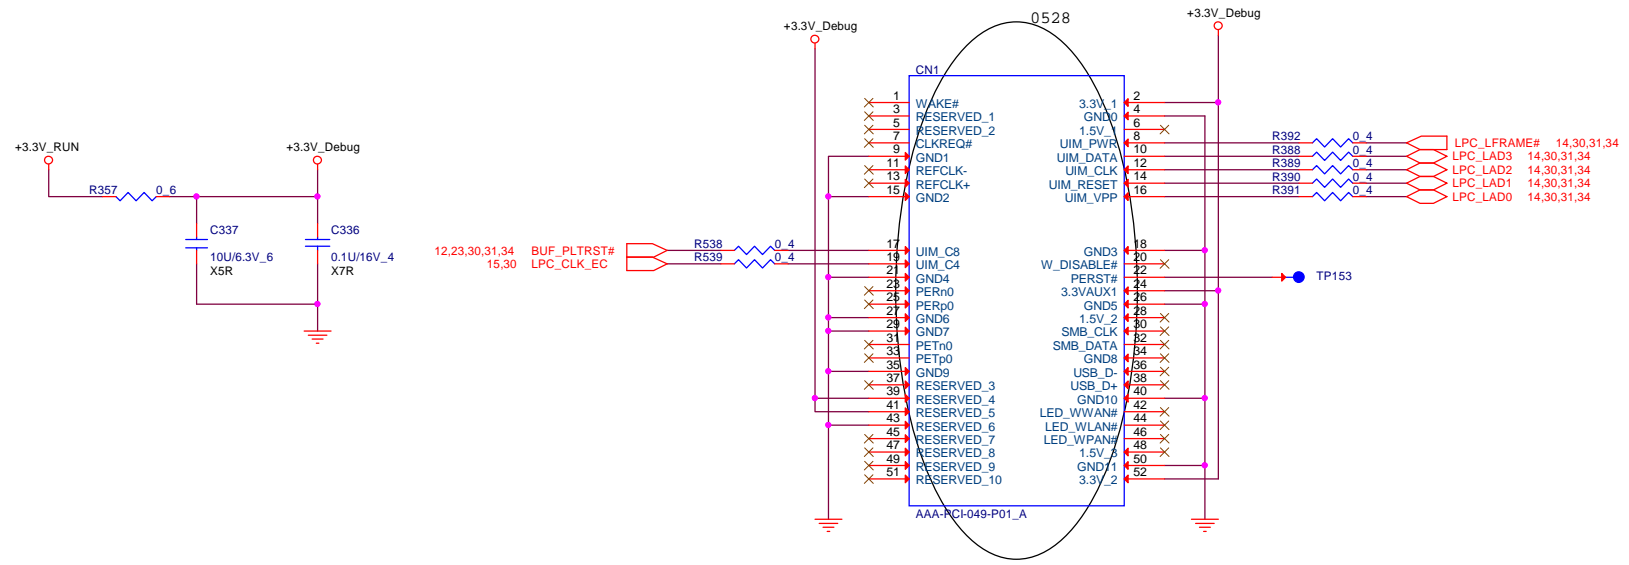 +3.3V_RUN
+3.3V_Debug
R357 0_6
C337
10U/6.3V_6
X5R
C336
0.1U/16V_4
X7R
+3.3V_Debug
0528
+3.3V_Debug
CN1
1 WAKE#
3 RESERVED_1
5 RESERVED_2
7 CLKREQ#
9 GND1
11 REFCLK-
13 REFCLK+
15 GND2
12,23,30,31,34 BUF_PLTRST# R538 0_4 17 UIM_C8
15,30 LPC_CLK_EC R539 0_4 19 UIM_C4
21 GND4
23 PERn0
25 PERp0
27 GND6
29 GND7
31 PETn0
33 PETp0
35 GND9
37 RESERVED_3
39 RESERVED_4
41 RESERVED_5
43 RESERVED_6
45 RESERVED_7
47 RESERVED_8
49 RESERVED_9
51 RESERVED_10
3.3V_1 2
GND0 4
1.5V_1 6
UIM_PWR 8 R392 0_4 LPC_LFRAME# 14,30,31,34
UIM_DATA 10 R388 0_4 LPC_LAD3 14,30,31,34
UIM_CLK 12 R389 0_4 LPC_LAD2 14,30,31,34
UIM_RESET 14 R390 0_4 LPC_LAD1 14,30,31,34
UIM_VPP 16 R391 0_4 LPC_LAD0 14,30,31,34
GND3 18
W_DISABLE# 20
PERST# 22 TP153
3.3VAUX1 24
GND5 26
1.5V_2 28
SMB_CLK 30
SMB_DATA 32
GND8 34
USB_D- 36
USB_D+ 38
GND10 40
LED_WWAN# 42
LED_WLAN# 44
LED_WPAN# 46
1.5V_3 48
GND11 50
3.3V_2 52
AAA-PCI-049-P01_A